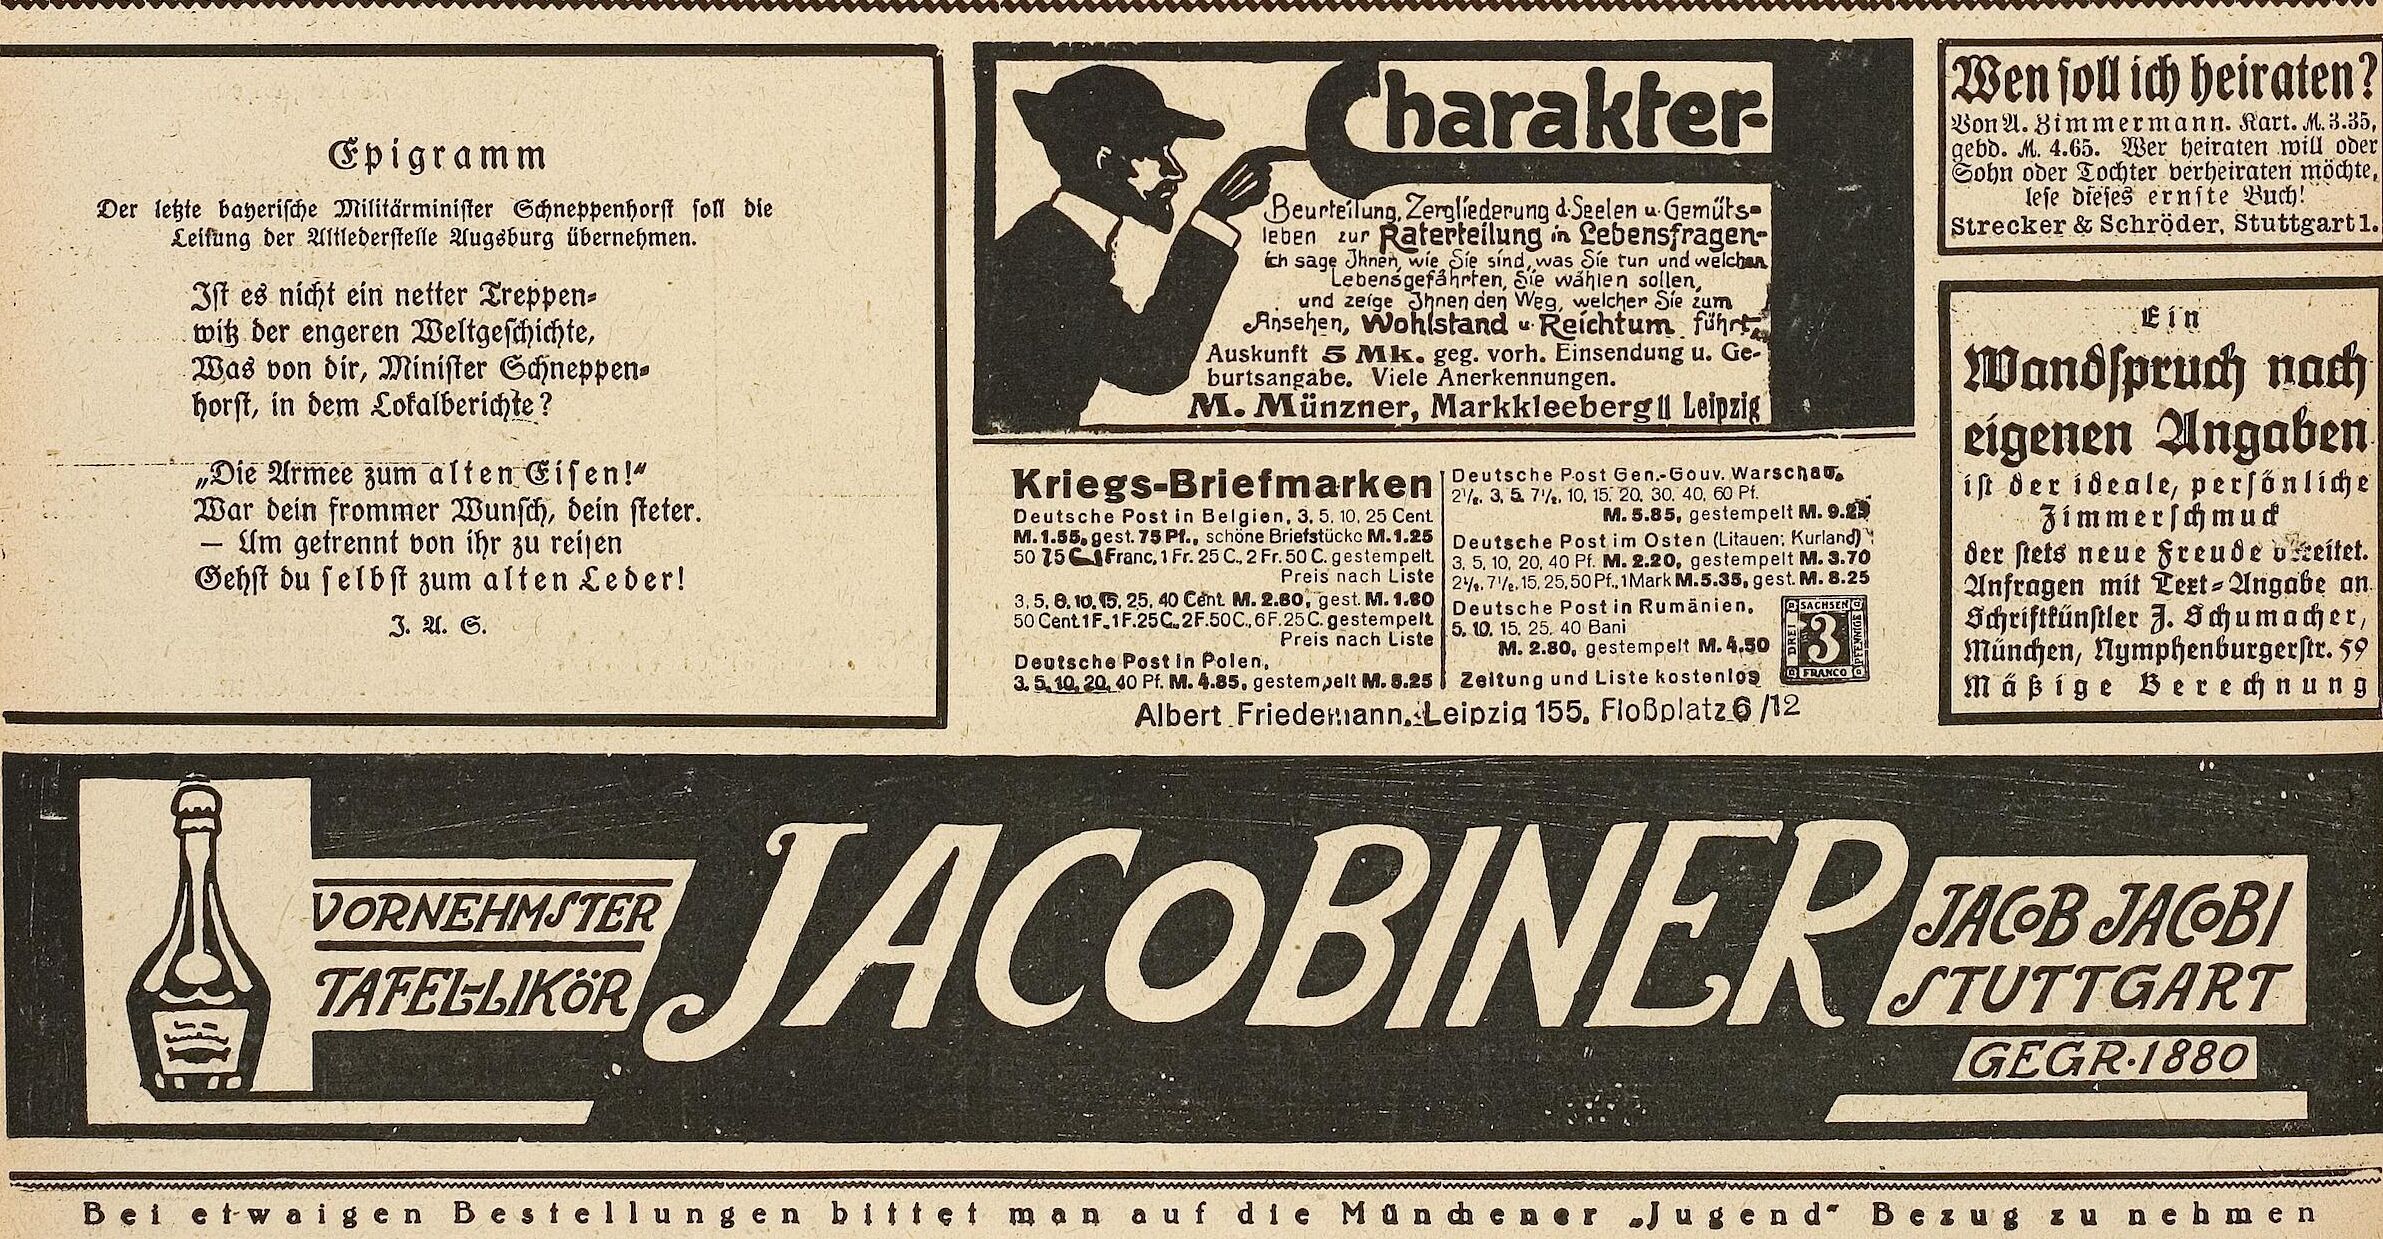 Epigramm
Der letzte bayerische Militärminister Schneppenhorst soll die
Leitung der Altlederstelle Augsburg übernehmen.
Ist es nicht ein netter Treppen-
witz der engeren Weltgeschichte,
Was von dir, Minister Schneppen-
horst, in dem Lokalberichte?
„Die Armee zum alten Eisen!“
War dein frommer Wunsch, dein steter.
— Um getrennt von ihr zu reisen
Gehst du selbst zum alten Leder!
J. A. S.
Charakter-
Beurteilung, Zergliederung d. Seelen u. Gemüts-
leben zur Raterteilung in Lebensfragen-
ich sage Ihnen, wie Sie sind, was Sie tun und welchen
Lebensgefährten, Sie wählen sollen,
und zeige Ihnen den Weg, welcher Sie zum
Ansehen, Wohlstand u. Reichtum führt.
Auskunft 5 Mk. geg. vorh. Einsendung u. Ge-
burtsangabe. Viele Anerkennungen.
M. Münzner, Markkleeberg II Leipzig
Kriegs-Briefmarken
Deutsche Post in Belgien, 3, 5, 10, 25 Cent
M. 1.55, gest. 75 Pf., schöne Briefstücke M. 1.25
50 75 C. 1 Franc, 1 Fr. 25 C., 2 Fr. 50 C. gestempelt
Preis nach Liste
3, 5, 8, 10, 15, 25, 40 Cent M. 2.60, gest. M. 1.80
50 Cent 1 F., 1 F. 25 C., 2 F. 50 C., 6 F. 25 C. gestempelt
Preis nach Liste
Deutsche Post in Polen,
3, 5, 10, 20, 40 Pf. M. 4.85, gestempelt M. 5.25
Deutsche Post Gen.-Gouv. Warschau.
2½, 3, 5, 7½, 10, 15, 20, 30, 40, 60 Pf.
M. 5.85, gestempelt M. 9.25
Deutsche Post im Osten (Litauen; Kurland)
3, 5, 10, 20, 40 Pf. M. 2.20, gestempelt M. 3.70
2½, 7½, 15, 25, 50 Pf., 1 Mark M. 5.35, gest. M. 8.25
Deutsche Post in Rumänien,
5, 10, 15, 25, 40 Bani
M. 2.80, gestempelt M. 4.50
Zeitung und Liste kostenlos
SACHSEN
DREI
3
PFENNIGE
FRANCO
Albert Friedemann, Leipzig 155, Floßplatz 6/12
Wen soll ich heiraten?
Von A. Zimmermann. Kart. M. 3.35,
gebd. M. 4.65. Wer heiraten will oder
Sohn oder Tochter verheiraten möchte,
lese dieses ernste Buch!
Strecker & Schröder, Stuttgart 1.
Ein
Wandspruch nach
eigenen Angaben
ist der ideale, persönliche
Zimmerschmuck
der stets neue Freude bereitet.
Anfragen mit Text-Angabe an
Schriftkünstler J. Schumacher,
München, Nymphenburgerstr. 59
Mäßige Berechnung
VORNEHMSTER
TAFEL-LIKÖR
JACOBINER
JACOB JACOBI
STUTTGART
GEGR. 1880
Bei etwaigen Bestellungen bittet man auf die Münchener „Jugend“ Bezug zu nehmen